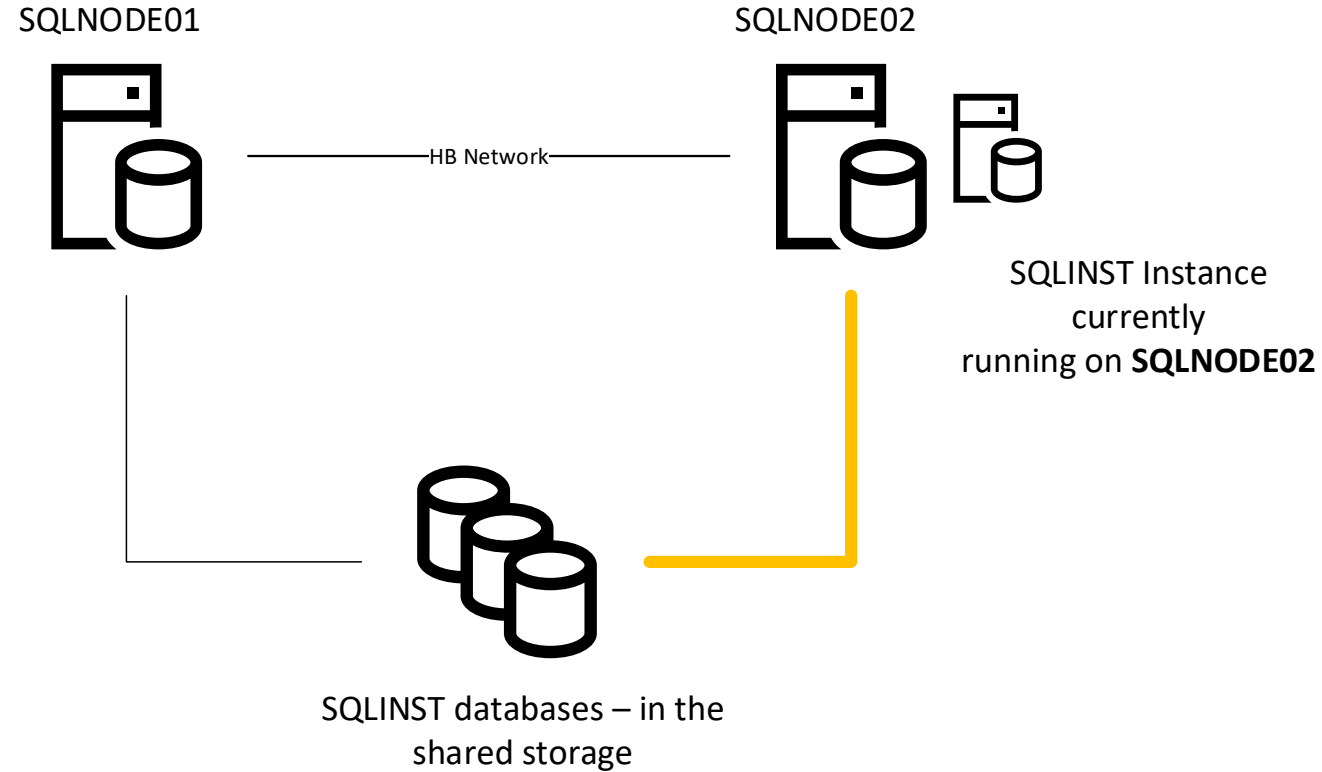 SQLNODE01
SQLNODE02
HB Network
SQLINST Instance
currently
running on SQLNODE02
SQLINST databases – in the
shared storage